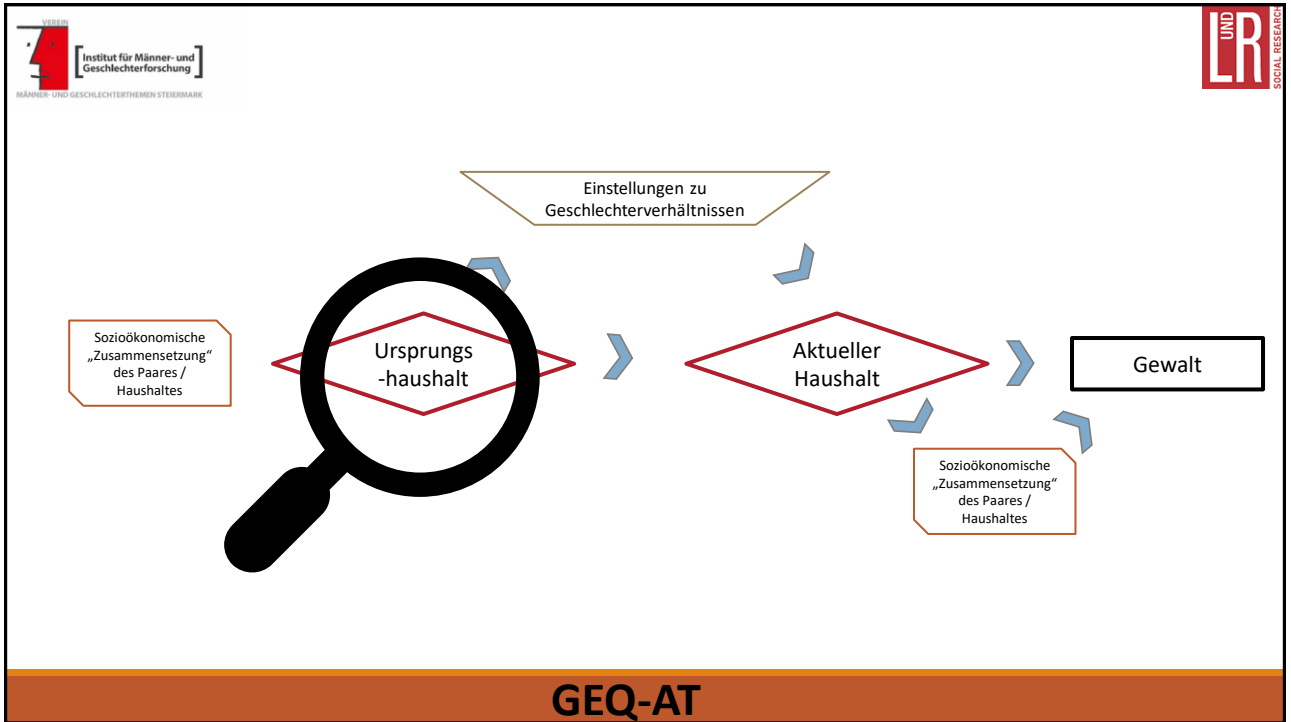 VEREIN
Institut für Männer- und
Geschlechterforschung
MÄNNER- UND GESCHLECHTERTHEMEN STEIERMARK
L UND R
SOCIAL RESEARCH
Einstellungen zu
Geschlechterverhältnissen
Sozioökonomische
„Zusammensetzung“
des Paares /
Haushaltes
Ursprungs
-haushalt
Aktueller
Haushalt
Gewalt
Sozioökonomische
„Zusammensetzung“
des Paares /
Haushaltes
GEQ-AT